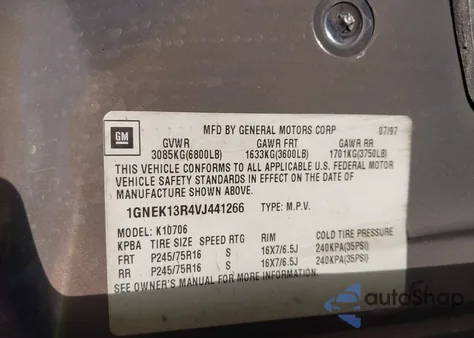 MFD BY GENERAL MOTORS CORP 07/97
GM GVWR GAWR FRT GAWR RR
3085KG(6800LB) 1633KG(3600LB) 1701KG(3750LB)
THIS VEHICLE CONFORMS TO ALL APPLICABLE U.S. FEDERAL MOTOR
VEHICLE SAFETY STANDARDS IN EFFECT ON THE DATE OF
MANUFACTURE SHOWN ABOVE.
1GNEK13R4VJ441266 TYPE: M.P.V.
MODEL: K10706
KPBA TIRE SIZE SPEED RTG RIM COLD TIRE PRESSURE
FRT P245/75R16 S 16X7/6.5J 240KPA(35PSI)
RR P245/75R16 S 16X7/6.5J 240KPA(35PSI)
SEE OWNER'S MANUAL FOR MORE INFORMATION.
autoShap